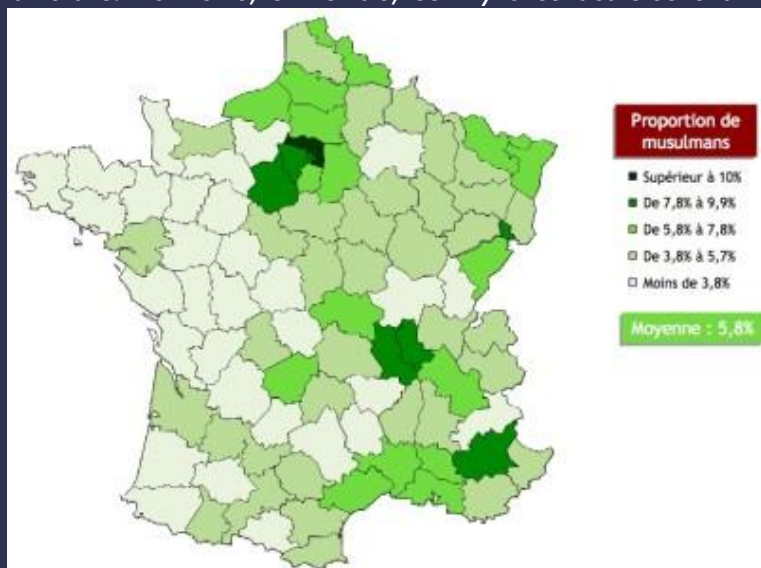 Proportion de
musulmans
Supérieur à 10%
De 7,8% à 9,9%
De 5,8% à 7,8%
De 3,8% à 5,7%
Moins de 3,8%
Moyenne : 5,8%